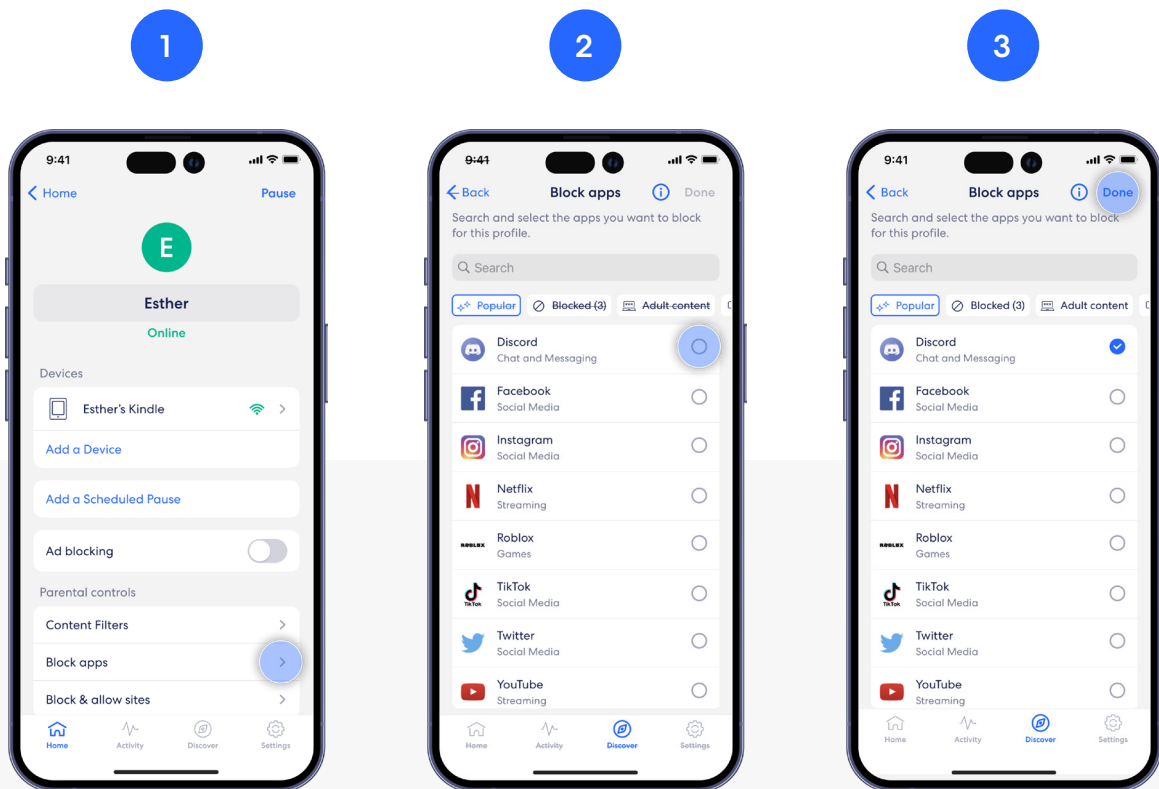 1
2
3
9:41
Home
Pause
E
Esther
Online
Devices
Esther's Kindle
Add a Device
Add a Scheduled Pause
Ad blocking
Parental controls
Content Filters
Block apps
Block & allow sites
Home Activity Discover Settings
9:41
Back Block apps Done
Search and select the apps you want to block
for this profile.
Search
Popular Blocked (3) Adult content
Discord
Chat and Messaging
Facebook
Social Media
Instagram
Social Media
Netflix
Streaming
ROBLOX
Roblox
Games
TikTok
TikTok
Social Media
Twitter
Social Media
YouTube
Streaming
Home Activity Discover Settings
9:41
Back Block apps Done
Search and select the apps you want to block
for this profile.
Search
Popular Blocked (3) Adult content
Discord
Chat and Messaging
Facebook
Social Media
Instagram
Social Media
Netflix
Streaming
ROBLOX
Roblox
Games
TikTok
TikTok
Social Media
Twitter
Social Media
YouTube
Streaming
Home Activity Discover Settings